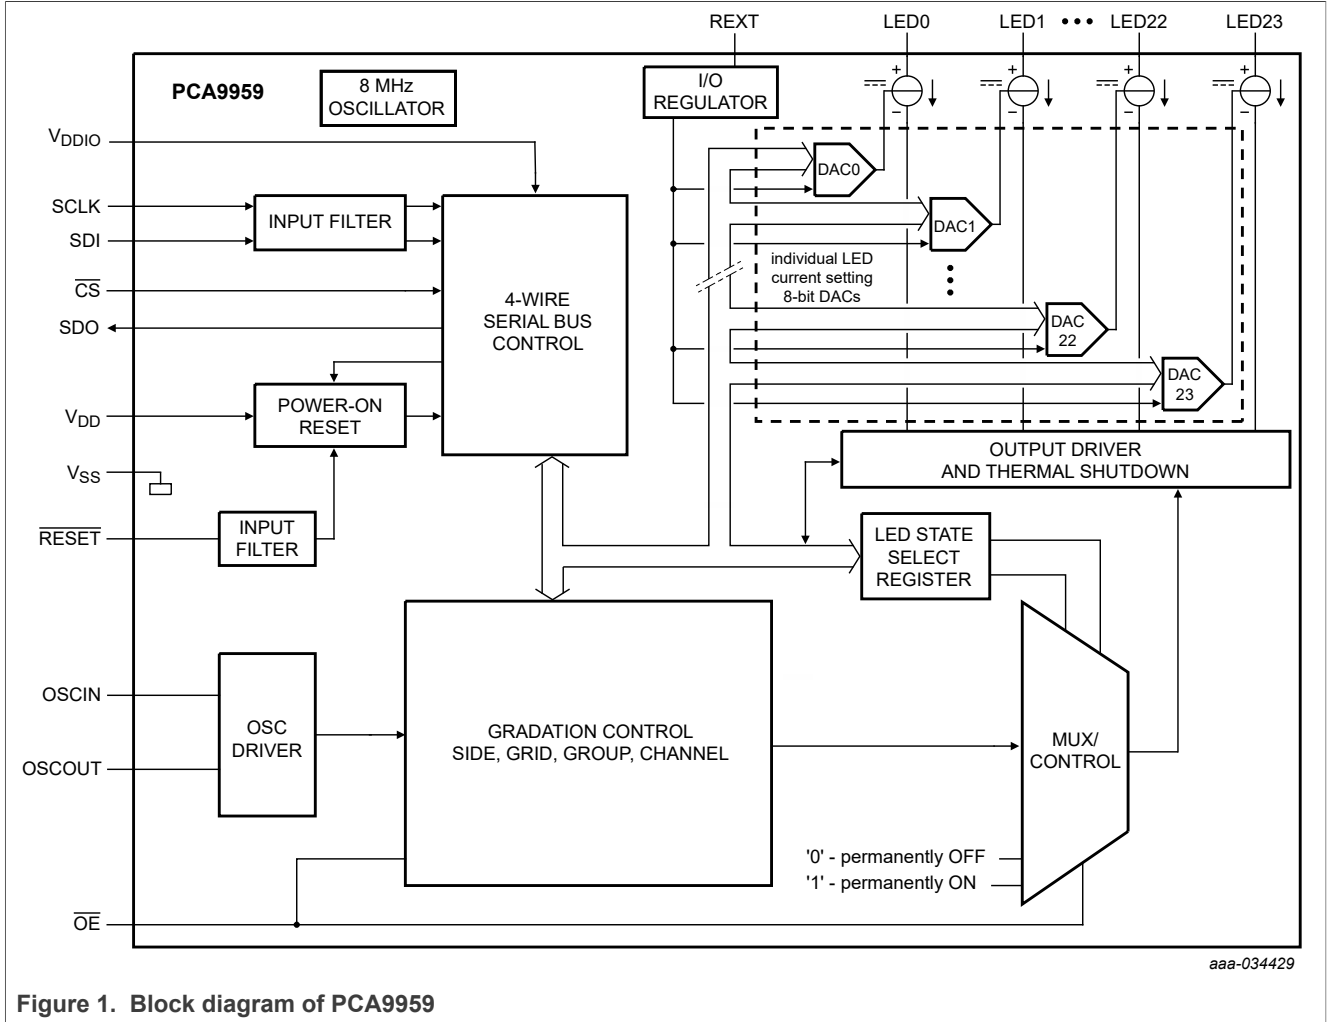 REXT LED0 LED1 ••• LED22 LED23
PCA9959
8 MHz
OSCILLATOR
I/O
REGULATOR
+ − + − + − + −
VDDIO
SCLK
SDI
INPUT FILTER
CS
SDO
4-WIRE
SERIAL BUS
CONTROL
DAC0
DAC1
individual LED
current setting
8-bit DACs
DAC
22
DAC
23
VDD
POWER-ON
RESET
VSS
RESET
INPUT
FILTER
OUTPUT DRIVER
AND THERMAL SHUTDOWN
LED STATE
SELECT
REGISTER
OSCIN
OSCOUT
OSC
DRIVER
GRADATION CONTROL
SIDE, GRID, GROUP, CHANNEL
MUX/
CONTROL
'0' - permanently OFF
'1' - permanently ON
OE
aaa-034429
Figure 1. Block diagram of PCA9959